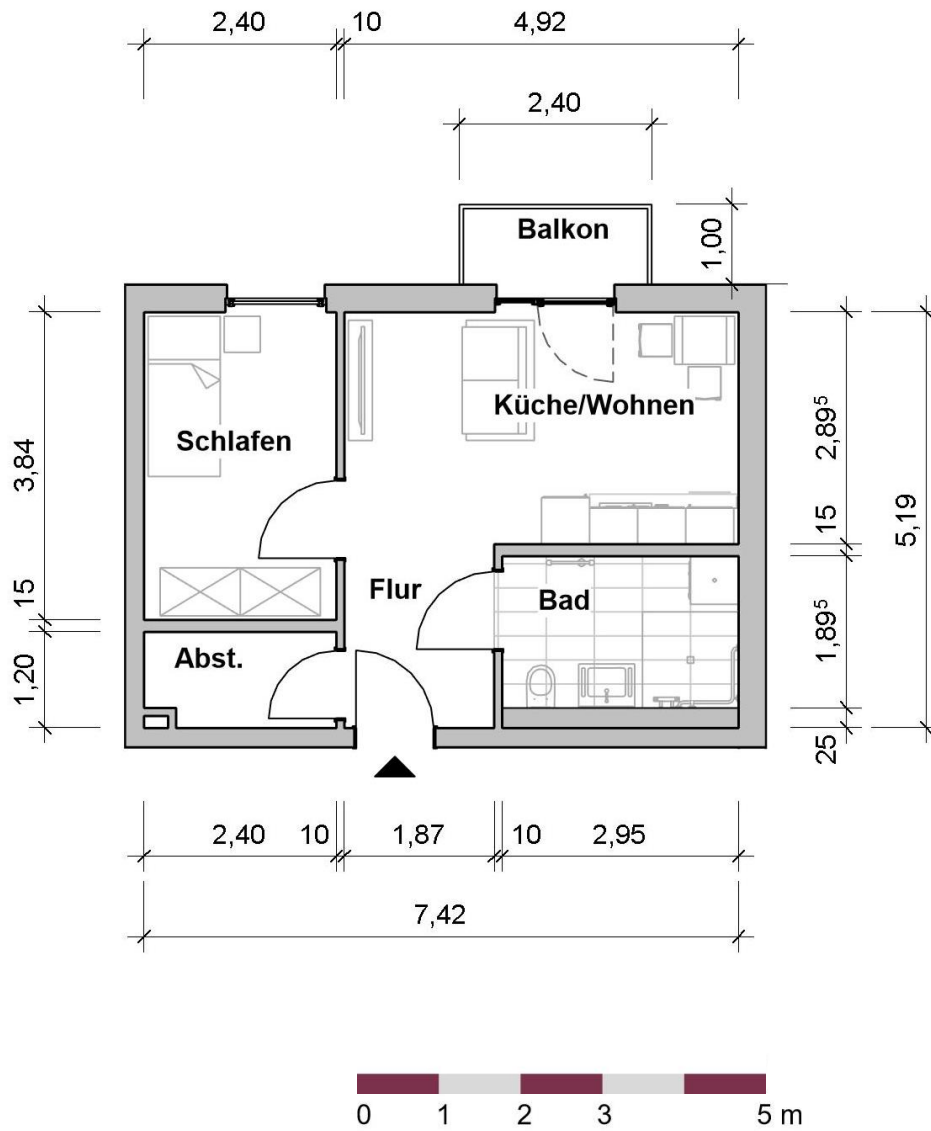 2,40 10 4,92
2,40
1,00
Balkon
Küche/Wohnen
Schlafen
Flur
Bad
Abst.
3,84
15
1,20
2,89⁵
15
1,89⁵
25
5,19
2,40 10 1,87 10 2,95
7,42
0 1 2 3 5 m